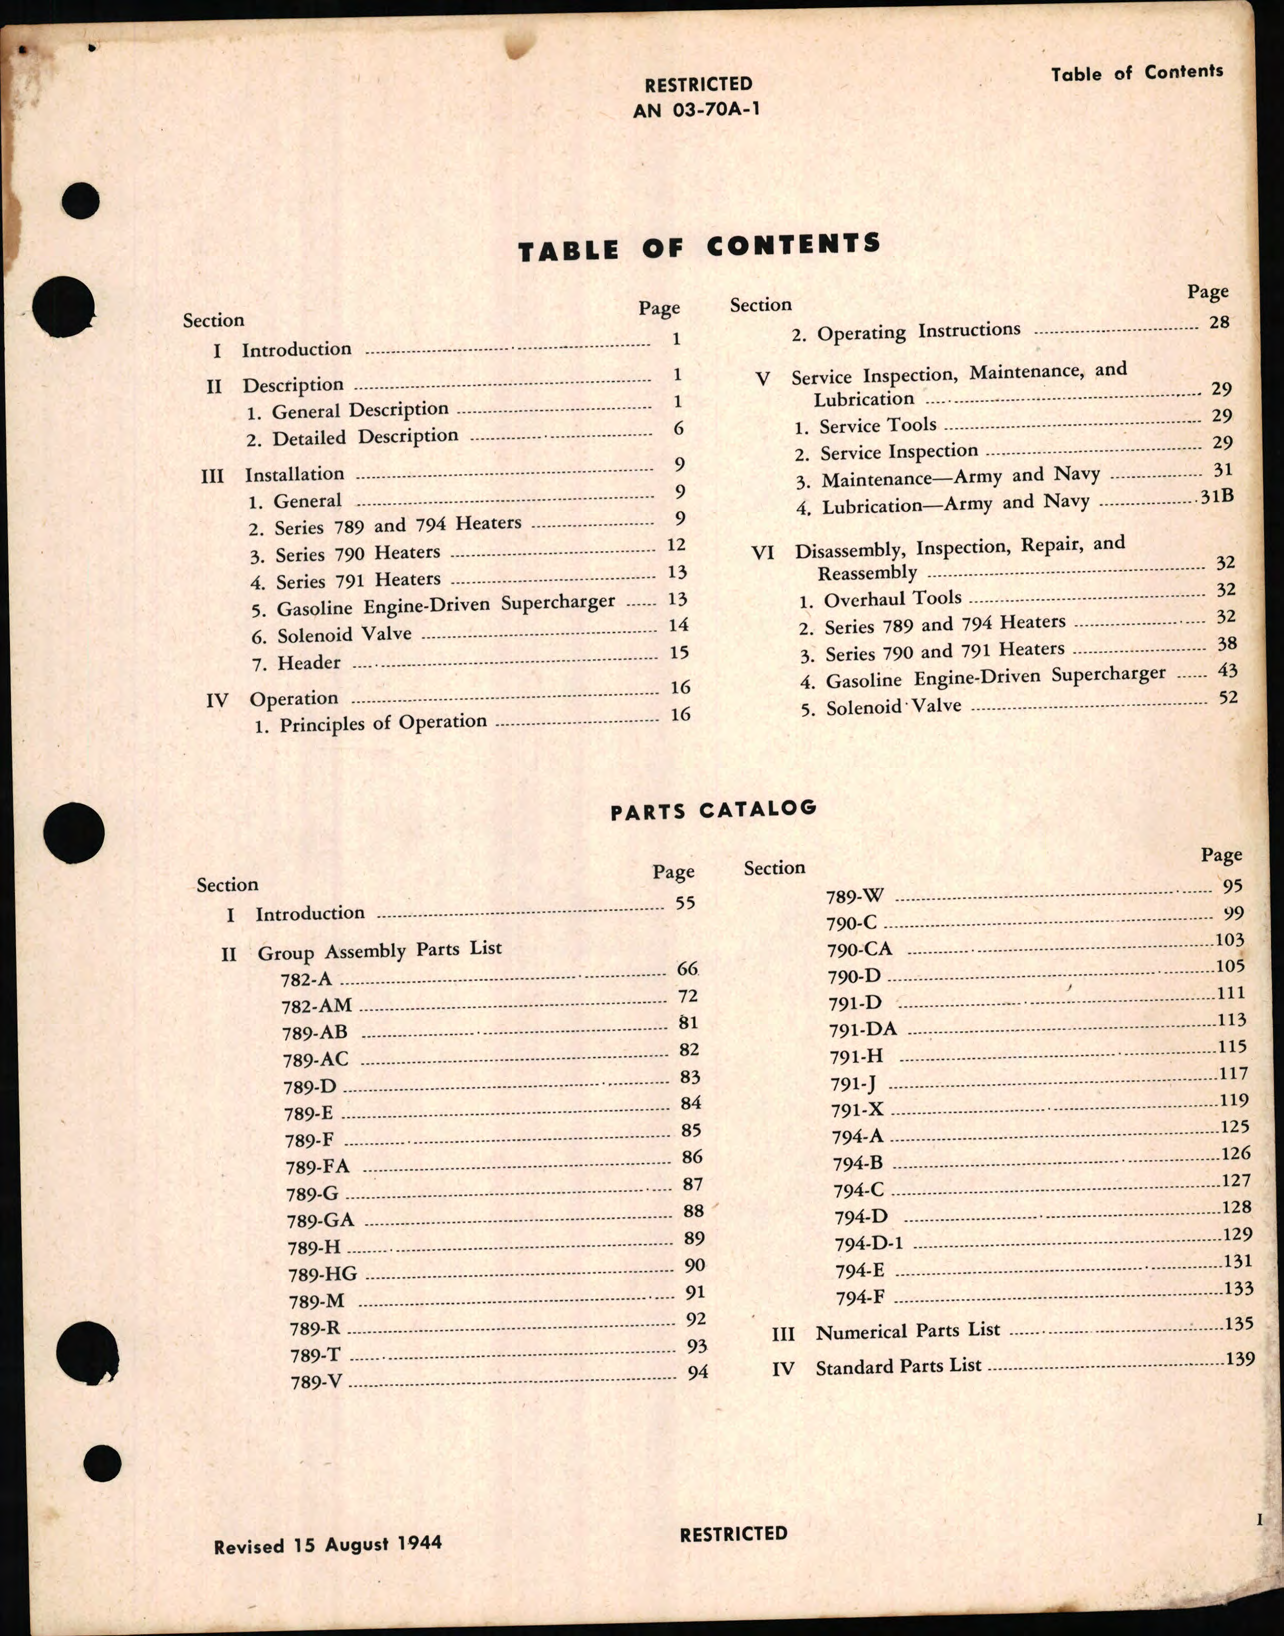 RESTRICTED
AN 03-70A-1
Table of Contents
TABLE OF CONTENTS
Section Page
I Introduction 1
II Description 1
1. General Description 1
2. Detailed Description 6
III Installation 9
1. General 9
2. Series 789 and 794 Heaters 9
3. Series 790 Heaters 12
4. Series 791 Heaters 13
5. Gasoline Engine-Driven Supercharger 13
6. Solenoid Valve 14
7. Header 15
IV Operation 16
1. Principles of Operation 16
Section Page
2. Operating Instructions 28
V Service Inspection, Maintenance, and
Lubrication 29
1. Service Tools 29
2. Service Inspection 29
3. Maintenance—Army and Navy 31
4. Lubrication—Army and Navy 31B
VI Disassembly, Inspection, Repair, and
Reassembly 32
1. Overhaul Tools 32
2. Series 789 and 794 Heaters 32
3. Series 790 and 791 Heaters 38
4. Gasoline Engine-Driven Supercharger 43
5. Solenoid Valve 52
PARTS CATALOG
Section Page
I Introduction 55
II Group Assembly Parts List
782-A 66
782-AM 72
789-AB 81
789-AC 82
789-D 83
789-E 84
789-F 85
789-FA 86
789-G 87
789-GA 88
789-H 89
789-HG 90
789-M 91
789-R 92
789-T 93
789-V 94
Section Page
789-W 95
790-C 99
790-CA 103
790-D 105
791-D 111
791-DA 113
791-H 115
791-J 117
791-X 119
794-A 125
794-B 126
794-C 127
794-D 128
794-D-1 129
794-E 131
794-F 133
III Numerical Parts List 135
IV Standard Parts List 139
Revised 15 August 1944
RESTRICTED
I